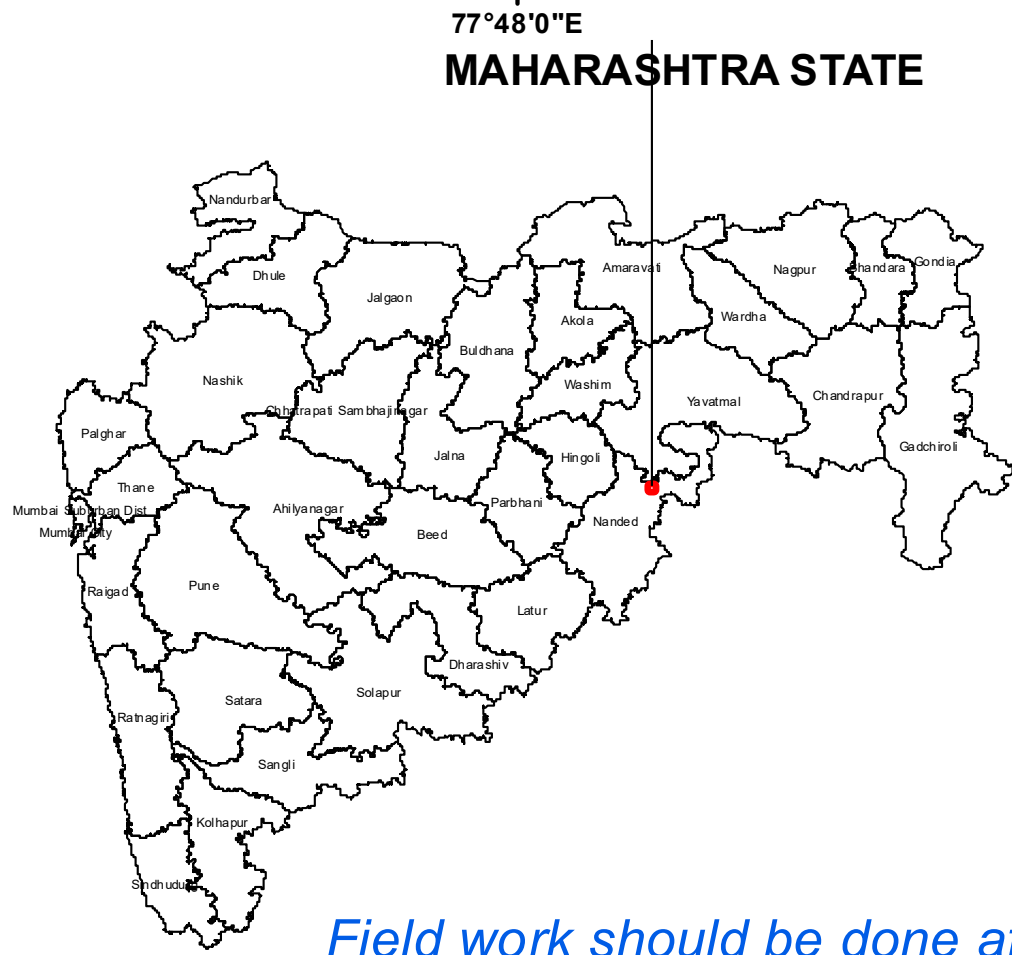 77°48'0"E
MAHARASHTRA STATE
Nandurbar
Dhule
Jalgaon
Amaravati
Nagpur
Bhandara
Gondia
Akola
Wardha
Buldhana
Nashik
Washim
Yavatmal
Chandrapur
Chhatrapati Sambhajinagar
Palghar
Jalna
Hingoli
Gadchiroli
Thane
Parbhani
Mumbai Suburban Dist.
Ahilyanagar
Nanded
Mumbai City
Beed
Raigad
Pune
Latur
Dharashiv
Solapur
Satara
Ratnagiri
Sangli
Kolhapur
Sindhudurg
Field work should be done at